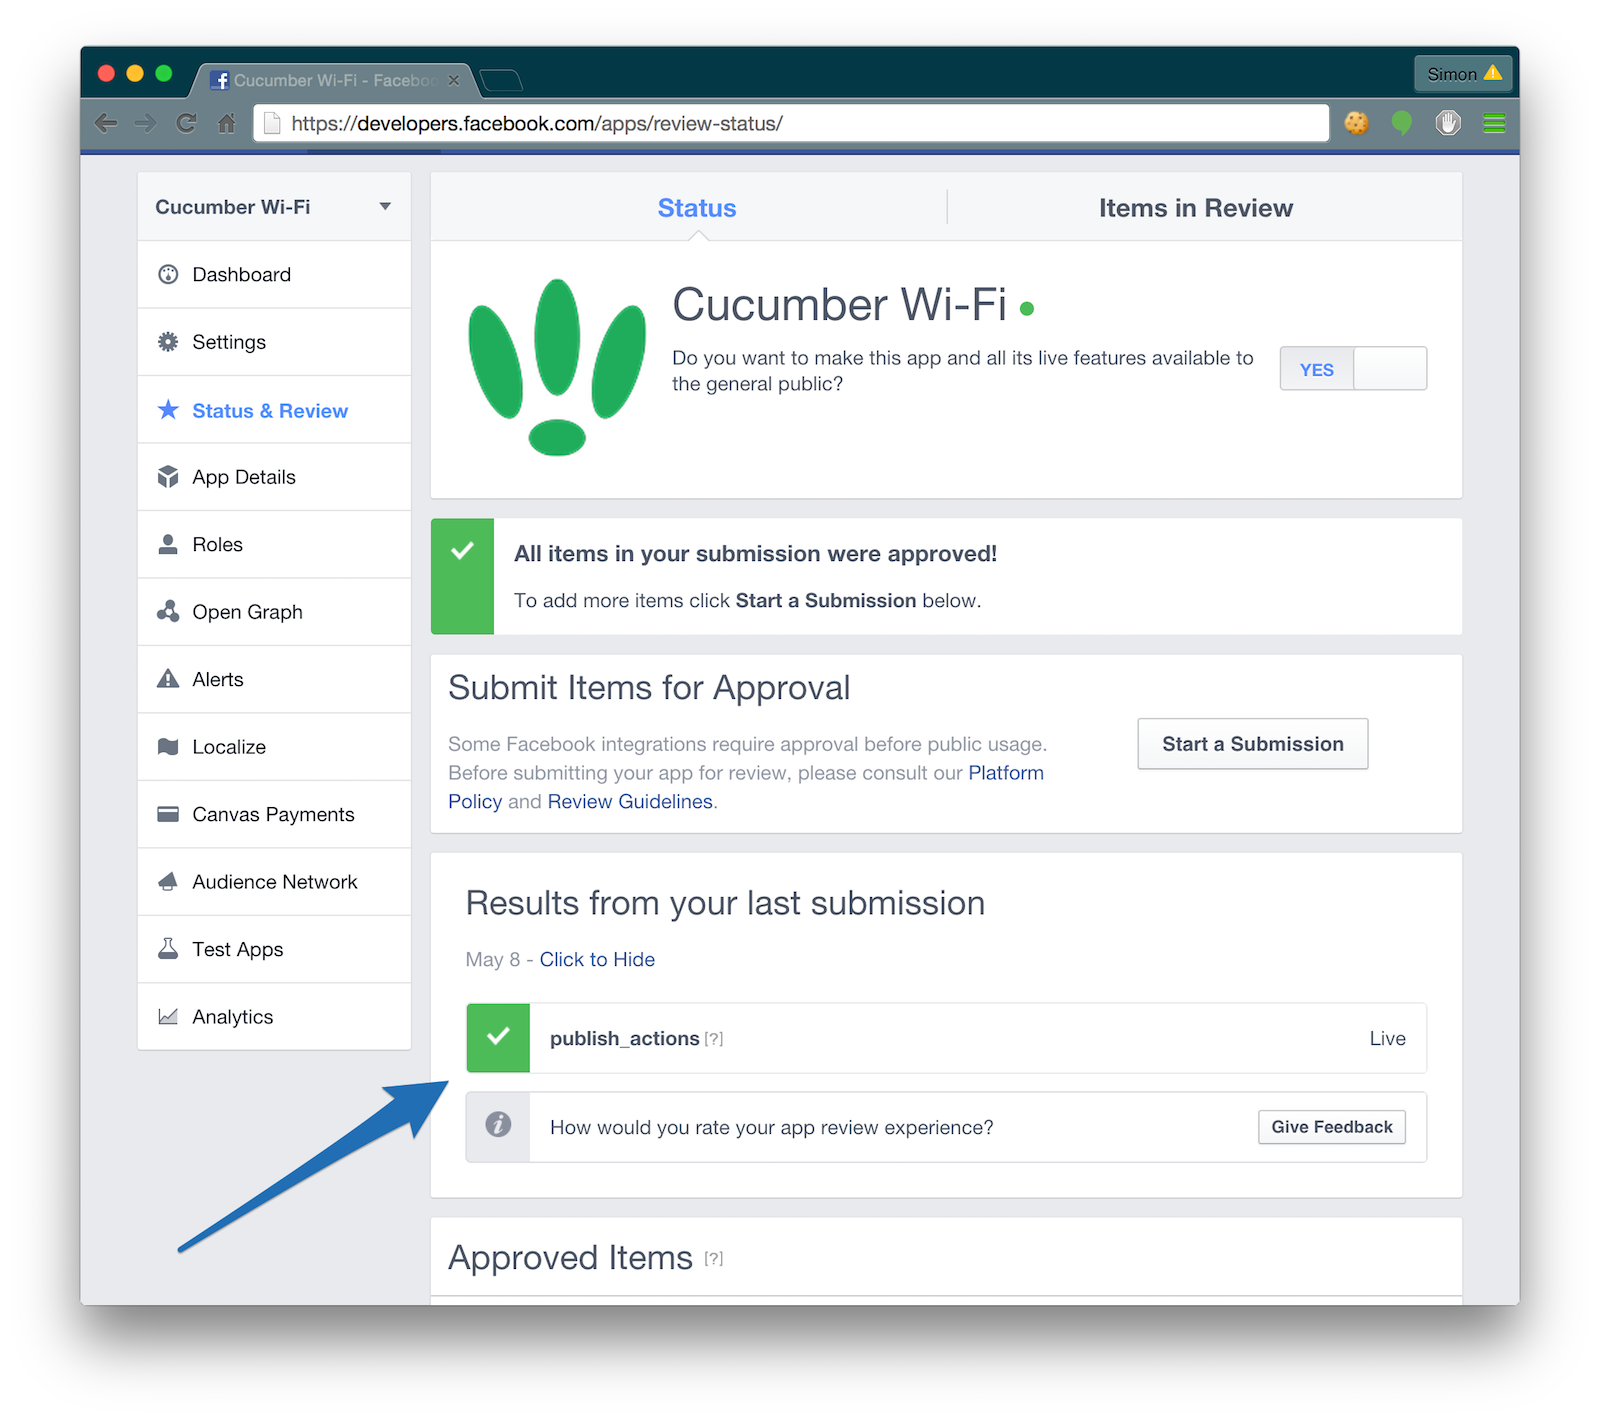 Cucumber Wi-Fi - Faceboo
Simon
https://developers.facebook.com/apps/review-status/
Cucumber Wi-Fi
Dashboard
Settings
Status & Review
App Details
Roles
Open Graph
Alerts
Localize
Canvas Payments
Audience Network
Test Apps
Analytics
Status
Items in Review
Cucumber Wi-Fi
Do you want to make this app and all its live features available to
the general public?
YES
All items in your submission were approved!
To add more items click Start a Submission below.
Submit Items for Approval
Some Facebook integrations require approval before public usage.
Before submitting your app for review, please consult our Platform
Policy and Review Guidelines.
Start a Submission
Results from your last submission
May 8 - Click to Hide
publish_actions [?]
Live
How would you rate your app review experience?
Give Feedback
Approved Items [?]